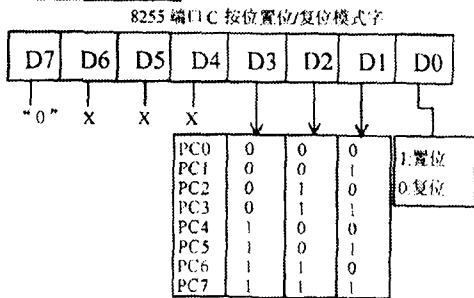 8255 端口 C 按位置位/复位模式字
D7 D6 D5 D4 D3 D2 D1 D0
“0” X X X
PC0 0 0 0
PC1 0 0 1
PC2 0 1 0
PC3 0 1 1
PC4 1 0 0
PC5 1 0 1
PC6 1 1 0
PC7 1 1 1
1:置位
0:复位